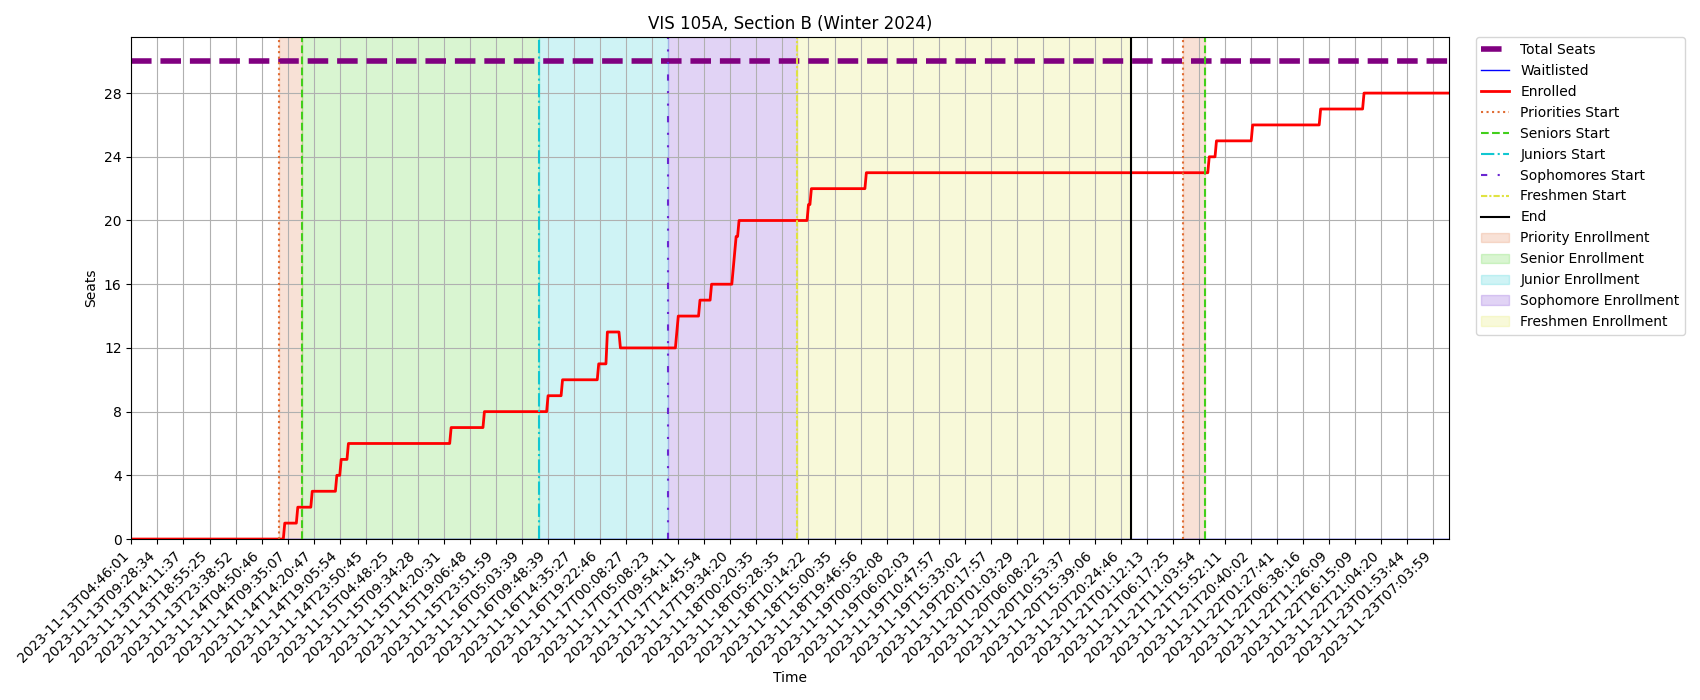 VIS 105A, Section B (Winter 2024)
Total Seats
Waitlisted
Enrolled
Priorities Start
Seniors Start
Juniors Start
Sophomores Start
Freshmen Start
End
Priority Enrollment
Senior Enrollment
Junior Enrollment
Sophomore Enrollment
Freshmen Enrollment
Seats
28
24
20
16
12
8
4
0
2023-11-13T04:46:01
2023-11-13T09:28:34
2023-11-13T14:11:37
2023-11-13T18:55:25
2023-11-13T23:38:52
2023-11-14T04:50:46
2023-11-14T09:35:07
2023-11-14T14:20:47
2023-11-14T19:05:54
2023-11-14T23:50:45
2023-11-15T04:48:25
2023-11-15T09:34:28
2023-11-15T14:20:31
2023-11-15T19:06:48
2023-11-15T23:51:59
2023-11-16T05:03:39
2023-11-16T09:48:39
2023-11-16T14:35:27
2023-11-16T19:22:46
2023-11-17T00:08:27
2023-11-17T05:08:23
2023-11-17T09:54:11
2023-11-17T14:45:54
2023-11-17T19:34:20
2023-11-18T00:20:35
2023-11-18T05:28:35
2023-11-18T10:14:22
2023-11-18T15:00:35
2023-11-18T19:46:56
2023-11-19T00:32:08
2023-11-19T06:02:03
2023-11-19T10:47:57
2023-11-19T15:33:02
2023-11-19T20:17:57
2023-11-20T01:03:29
2023-11-20T06:08:22
2023-11-20T10:53:37
2023-11-20T15:39:06
2023-11-20T20:24:46
2023-11-21T01:12:13
2023-11-21T06:17:25
2023-11-21T11:03:54
2023-11-21T15:52:11
2023-11-21T20:40:02
2023-11-22T01:27:41
2023-11-22T06:38:16
2023-11-22T11:26:09
2023-11-22T16:15:09
2023-11-22T21:04:20
2023-11-23T01:53:44
2023-11-23T07:03:59
Time